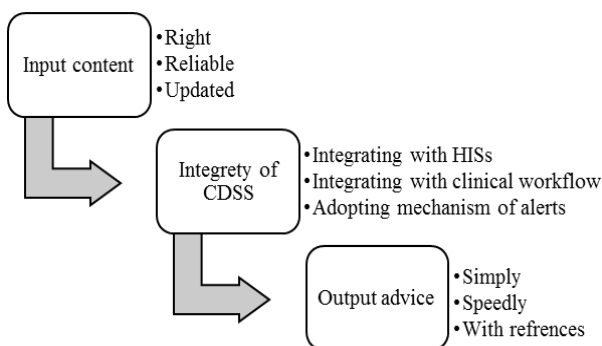 Input content
•Right
•Reliable
•Updated
Integrety of
CDSS
•Integrating with HISs
•Integrating with clinical workflow
•Adopting mechanism of alerts
Output advice
•Simply
•Speedly
•With refrences